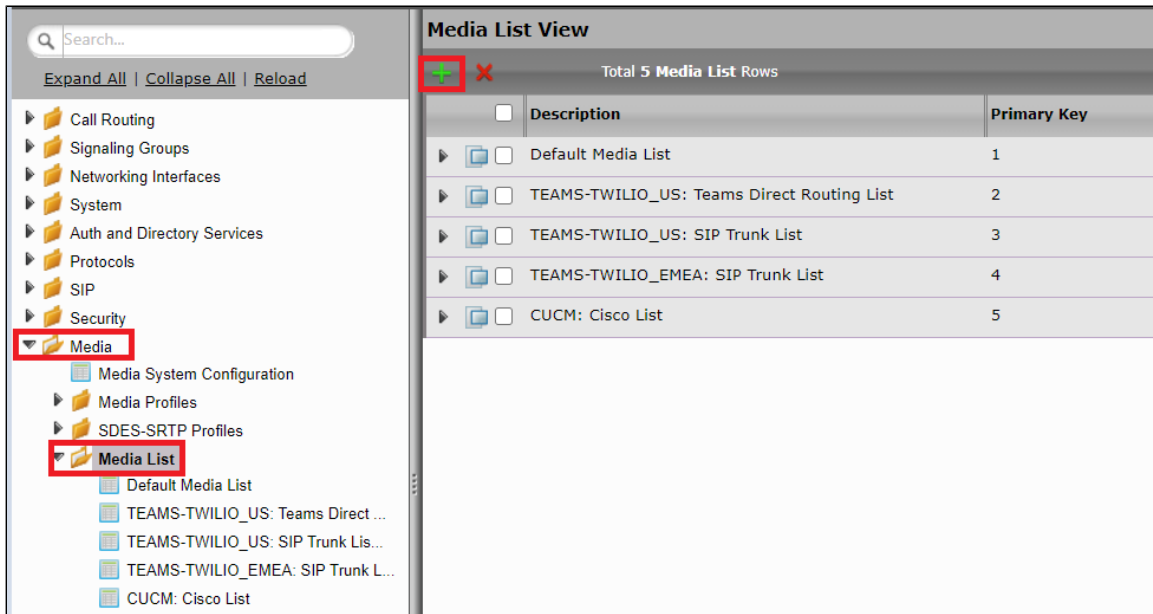 Search...
Expand All | Collapse All | Reload
Call Routing
Signaling Groups
Networking Interfaces
System
Auth and Directory Services
Protocols
SIP
Security
Media
Media System Configuration
Media Profiles
SDES-SRTP Profiles
Media List
Default Media List
TEAMS-TWILIO_US: Teams Direct ...
TEAMS-TWILIO_US: SIP Trunk Lis...
TEAMS-TWILIO_EMEA: SIP Trunk L...
CUCM: Cisco List
Media List View
Total 5 Media List Rows
Description Primary Key
Default Media List 1
TEAMS-TWILIO_US: Teams Direct Routing List 2
TEAMS-TWILIO_US: SIP Trunk List 3
TEAMS-TWILIO_EMEA: SIP Trunk List 4
CUCM: Cisco List 5